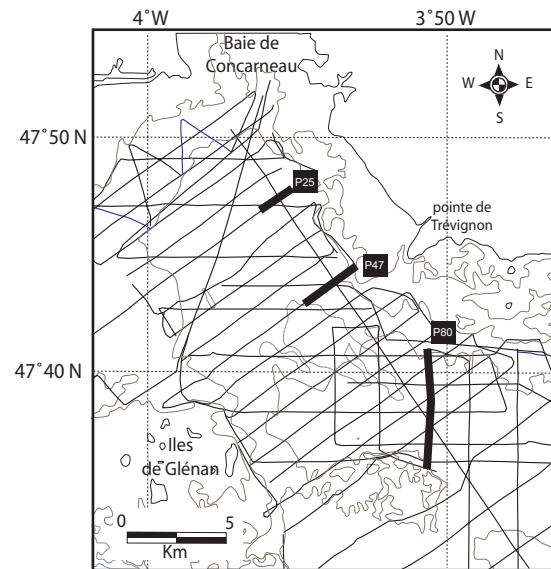 4°W 3°50 W
Baie de
Concarneau
N
W E
S
47°50 N
P25
pointe de
Trévignon
P47
P80
47°40 N
Iles
de Glénan
0 5
Km